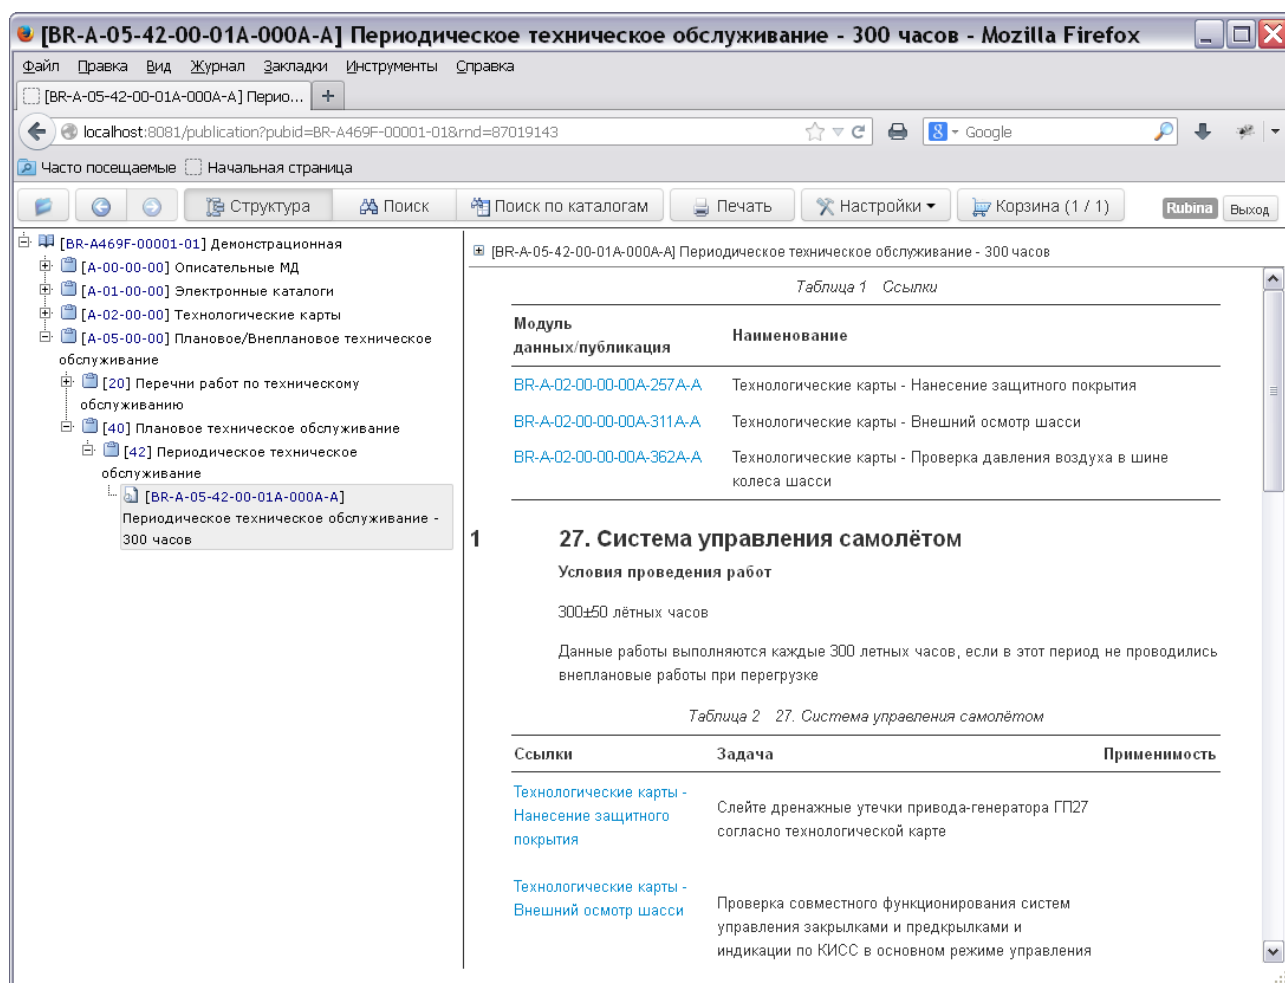 [BR-A-05-42-00-01A-000A-A] Периодическое техническое обслуживание - 300 часов - Mozilla Firefox
Файл Правка Вид Журнал Закладки Инструменты Справка
[BR-A-05-42-00-01A-000A-A] Перио... +
localhost:8081/publication?pubid=BR-A469F-00001-01&rnd=87019143
8 Google
Часто посещаемые Начальная страница
Структура Поиск Поиск по каталогам Печать Настройки Корзина (1 / 1) Rubina Выход
[BR-A469F-00001-01] Демонстрационная
[A-00-00-00] Описательные МД
[A-01-00-00] Электронные каталоги
[A-02-00-00] Технологические карты
[A-05-00-00] Плановое/Внеплановое техническое
обслуживание
[20] Перечни работ по техническому
обслуживанию
[40] Плановое техническое обслуживание
[42] Периодическое техническое
обслуживание
[BR-A-05-42-00-01A-000A-A]
Периодическое техническое обслуживание -
300 часов
[BR-A-05-42-00-01A-000A-A] Периодическое техническое обслуживание - 300 часов
Таблица 1 Ссылки
Модуль
данных/публикация
Наименование
BR-A-02-00-00-00A-257A-A Технологические карты - Нанесение защитного покрытия
BR-A-02-00-00-00A-311A-A Технологические карты - Внешний осмотр шасси
BR-A-02-00-00-00A-362A-A Технологические карты - Проверка давления воздуха в шине
колеса шасси
1 27. Система управления самолётом
Условия проведения работ
300±50 лётных часов
Данные работы выполняются каждые 300 летных часов, если в этот период не проводились
внеплановые работы при перегрузке
Таблица 2 27. Система управления самолётом
Ссылки Задача Применимость
Технологические карты -
Нанесение защитного
покрытия
Слейте дренажные утечки привода-генератора ГП27
согласно технологической карте
Технологические карты -
Внешний осмотр шасси
Проверка совместного функционирования систем
управления закрылками и предкрылками и
индикации по КИСС в основном режиме управления